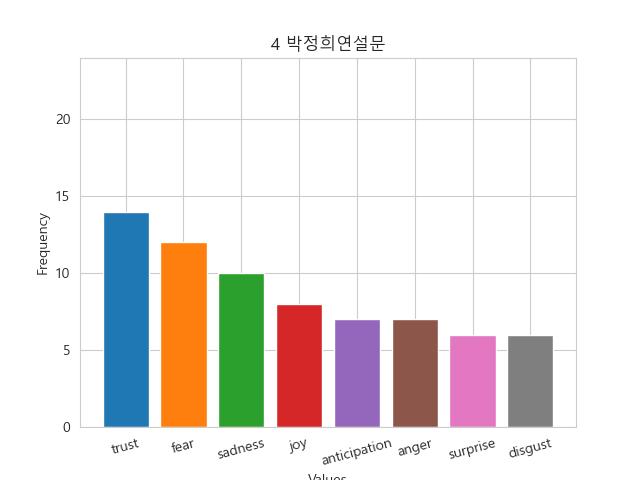 4 박정희연설문
Frequency
20
15
10
5
0
trust fear sadness joy anticipation anger surprise disgust
Values